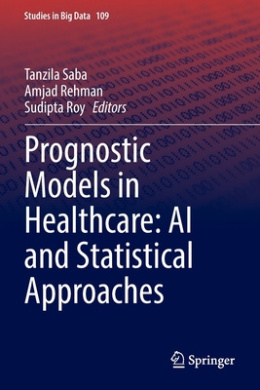 Studies in Big Data 109
Tanzila Saba
Amjad Rehman
Sudipta Roy Editors
Prognostic
Models in
Healthcare: AI
and Statistical
Approaches
Springer